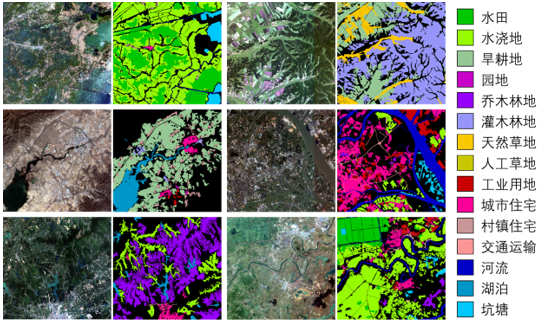 水田
水浇地
旱耕地
园地
乔木林地
灌木林地
天然草地
人工草地
工业用地
城市住宅
村镇住宅
交通运输
河流
湖泊
坑塘